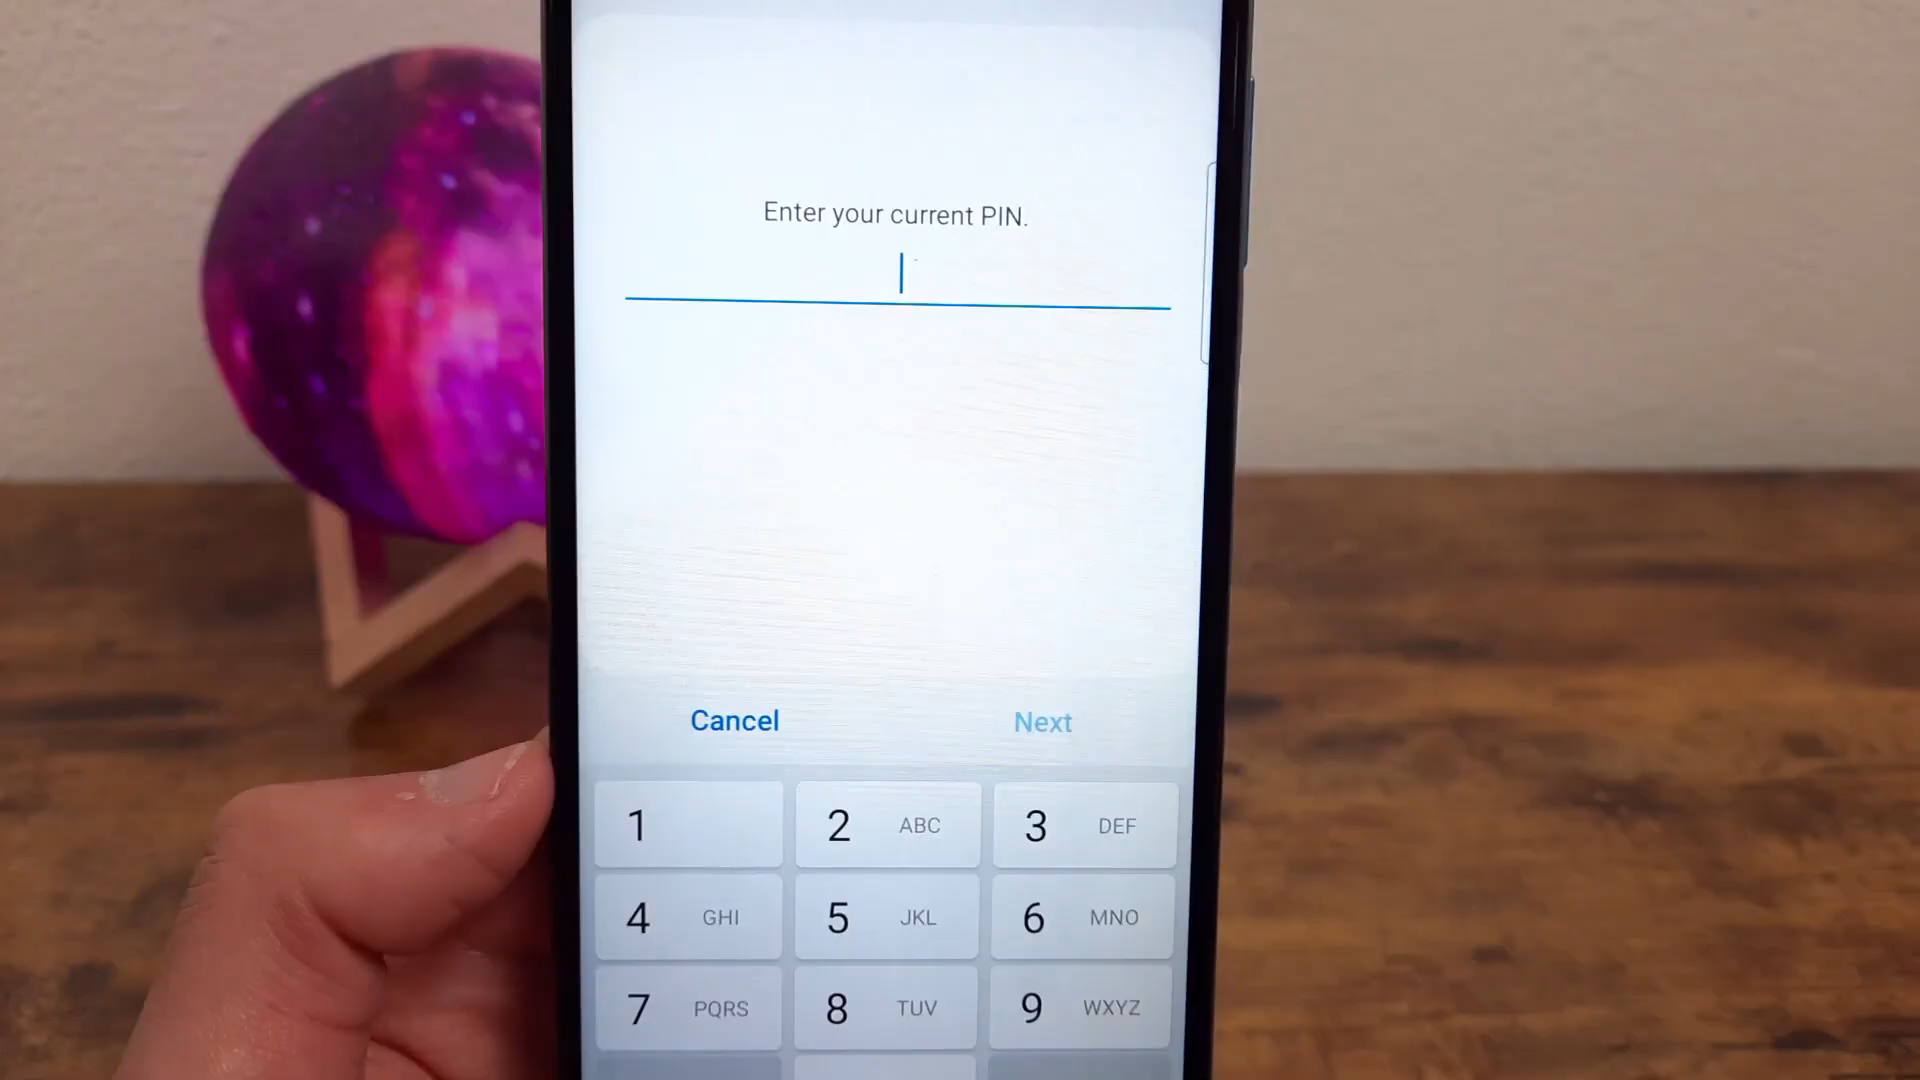 Enter your current PIN.
Cancel Next
1 2 ABC 3 DEF
4 GHI 5 JKL 6 MNO
7 PQRS 8 TUV 9 WXYZ